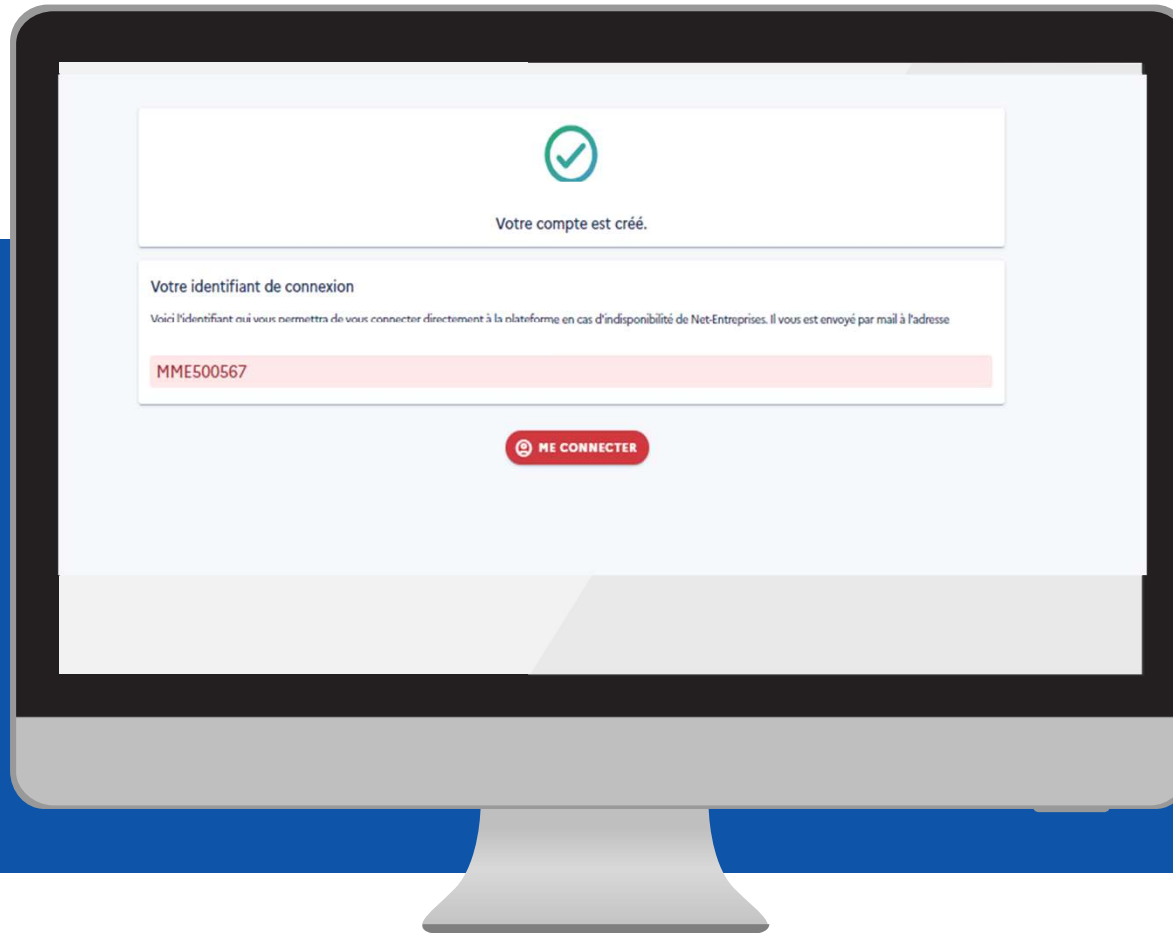 Votre compte est créé.
Votre identifiant de connexion
Voici l'identifiant qui vous permettra de vous connecter directement à la plateforme en cas d'indisponibilité de Net-Entreprises. Il vous est envoyé par mail à l'adresse
MME500567
ME CONNECTER